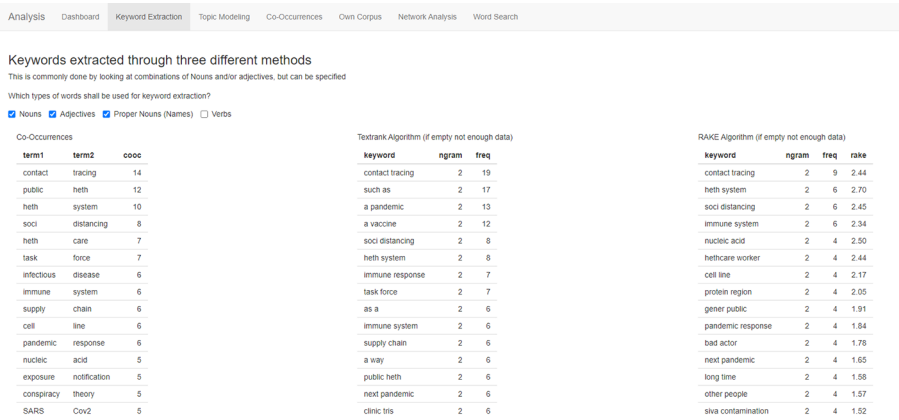 Analysis Dashboard Keyword Extraction Topic Modeling Co-Occurrences Own Corpus Network Analysis Word Search
Keywords extracted through three different methods
This is commonly done by looking at combinations of Nouns and/or adjectives, but can be specified
Which types of words shall be used for keyword extraction?
Nouns Adjectives Proper Nouns (Names) Verbs
Co-Occurrences
term1 term2 cooc
contact tracing 14
public heth 12
heth system 10
soci distancing 8
heth care 7
task force 7
infectious disease 6
immune system 6
supply chain 6
cell line 6
pandemic response 6
nucleic acid 5
exposure notification 5
conspiracy theory 5
SARS Cov2 5
Textrank Algorithm (if empty not enough data)
keyword ngram freq
contact tracing 2 19
such as 2 17
a pandemic 2 13
a vaccine 2 12
soci distancing 2 8
heth system 2 8
immune response 2 7
task force 2 7
as a 2 6
immune system 2 6
supply chain 2 6
a way 2 6
public heth 2 6
next pandemic 2 6
clinic tris 2 6
RAKE Algorithm (if empty not enough data)
keyword ngram freq rake
contact tracing 2 9 2.44
heth system 2 6 2.70
soci distancing 2 6 2.45
immune system 2 6 2.34
nucleic acid 2 4 2.50
hethcare worker 2 4 2.44
cell line 2 4 2.17
protein region 2 4 2.05
gener public 2 4 1.91
pandemic response 2 4 1.84
bad actor 2 4 1.78
next pandemic 2 4 1.65
long time 2 4 1.58
other people 2 4 1.57
siva contamination 2 4 1.52